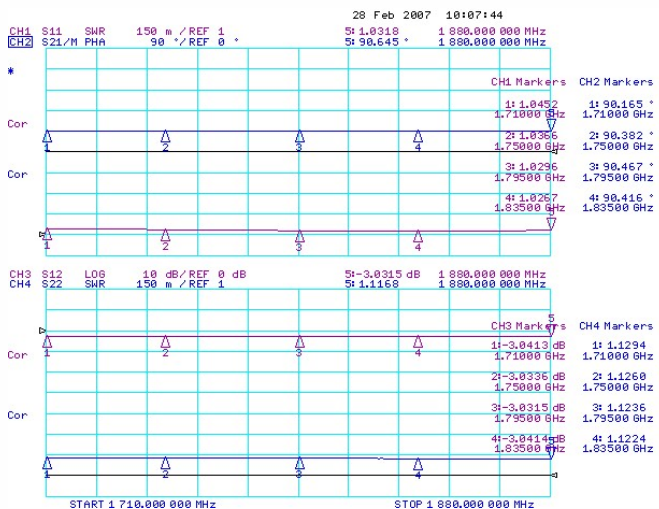 28 Feb 2007 10:07:44
CH1 S11 SWR 150 m /REF 1 5:1.0318 1 880.000 000 MHz
CH2 S21/M PHA 90 °/REF 0 ° 5:90.645 ° 1 880.000 000 MHz
*
CH1 Markers CH2 Markers
1:1.0452 1:90.165 °
1.71000 GHz 1.71000 GHz
Cor
2:1.0366 2:90.382 °
1.75000 GHz 1.75000 GHz
1 2 3 4
3:1.0296 3:90.467 °
Cor 1.79500 GHz 1.79500 GHz
4:1.0267 4:90.416 °
1.83500 GHz 1.83500 GHz
5
1 2 3 4
CH3 S12 LOG 10 dB/REF 0 dB 5:-3.0315 dB 1 880.000 000 MHz
CH4 S22 SWR 150 m /REF 1 5:1.1168 1 880.000 000 MHz
5
CH3 Markers CH4 Markers
1:-3.0413 dB 1:1.1294
Cor 1 2 3 4 1.71000 GHz 1.71000 GHz
2:-3.0336 dB 2:1.1260
1.75000 GHz 1.75000 GHz
3:-3.0315 dB 3:1.1236
Cor 1.79500 GHz 1.79500 GHz
4:-3.0414 dB 4:1.1224
1.83500 GHz 1.83500 GHz
1 2 3 4
START 1 710.000 000 MHz STOP 1 880.000 000 MHz